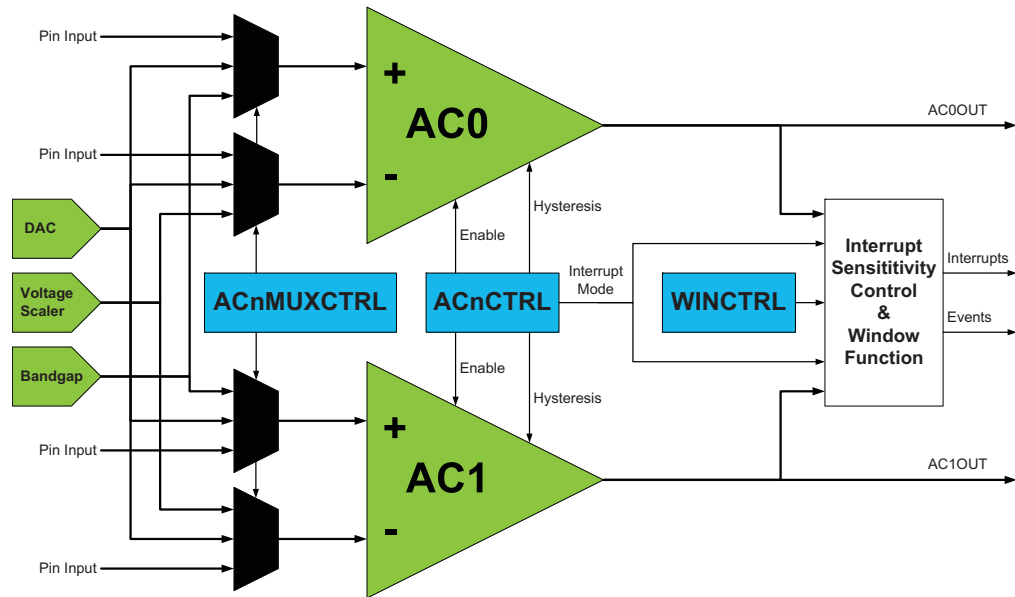 Pin Input
+
AC0
-
AC0OUT
Pin Input
DAC
Hysteresis
Enable
Voltage
Scaler
ACnMUXCTRL
ACnCTRL
Interrupt
Mode
WINCTRL
Interrupt
Sensititivity
Control
&
Window
Function
Interrupts
Events
Bandgap
Enable
Hysteresis
Pin Input
+
AC1
-
AC1OUT
Pin Input